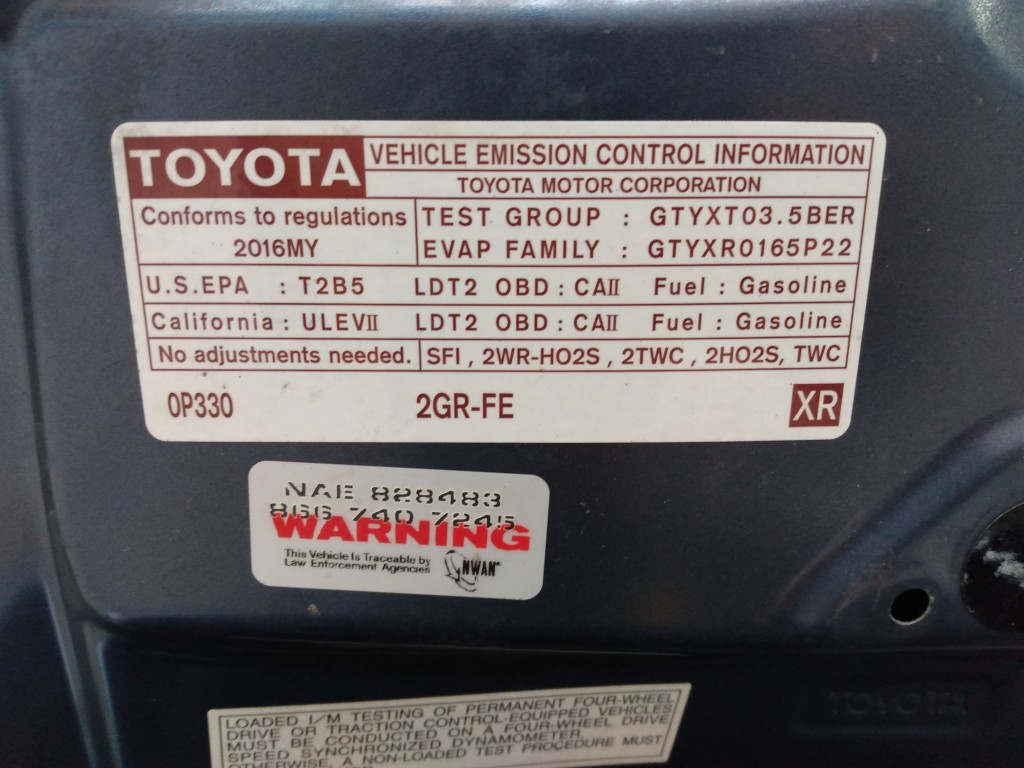 TOYOTA
VEHICLE EMISSION CONTROL INFORMATION
TOYOTA MOTOR CORPORATION
Conforms to regulations
2016MY
TEST GROUP : GTYXT03.5BER
EVAP FAMILY : GTYXR0165P22
U.S.EPA : T2B5 LDT2 OBD : CAII Fuel : Gasoline
California : ULEVII LDT2 OBD : CAII Fuel : Gasoline
No adjustments needed. SFI , 2WR-HO2S , 2TWC , 2HO2S, TWC
0P330 2GR-FE XR
NAE 828483
866 740 7245
WARNING
This Vehicle Is Traceable by
Law Enforcement Agencies
NWAN
TOYOTA
LOADED I/M TESTING OF PERMANENT FOUR-WHEEL
DRIVE OR TRACTION CONTROL-EQUIPPED VEHICLES
MUST BE CONDUCTED ON A FOUR-WHEEL DRIVE
SPEED SYNCHRONIZED DYNAMOMETER.
OTHERWISE, A NON-LOADED TEST PROCEDURE MUST